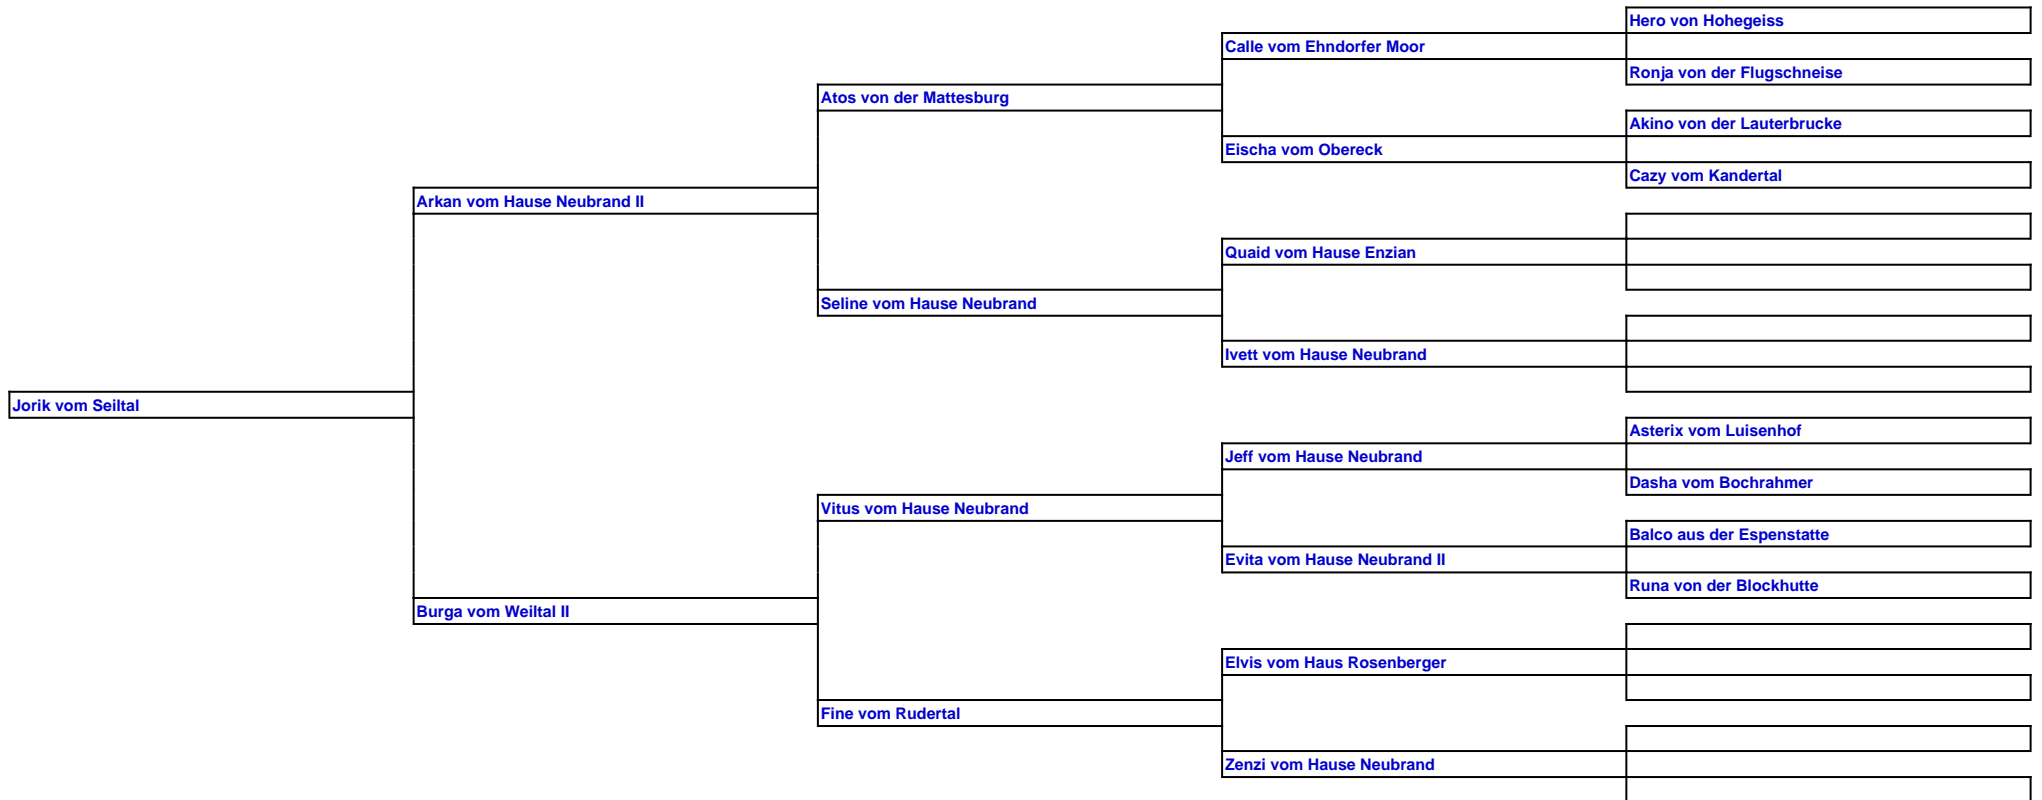 Hero von Hohegeiss
Calle vom Ehndorfer Moor
Ronja von der Flugschneise
Atos von der Mattesburg
Akino von der Lauterbrucke
Eischa vom Obereck
Cazy vom Kandertal
Arkan vom Hause Neubrand II
Quaid vom Hause Enzian
Seline vom Hause Neubrand
Ivett vom Hause Neubrand
Jorik vom Seiltal
Asterix vom Luisenhof
Jeff vom Hause Neubrand
Dasha vom Bochrahmer
Vitus vom Hause Neubrand
Balco aus der Espenstatte
Evita vom Hause Neubrand II
Runa von der Blockhutte
Burga vom Weiltal II
Elvis vom Haus Rosenberger
Fine vom Rudertal
Zenzi vom Hause Neubrand